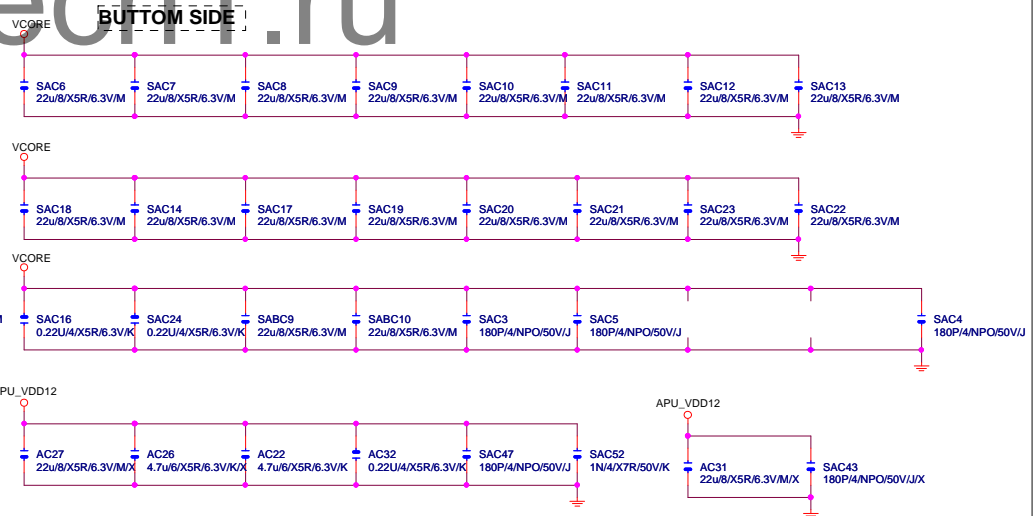 BUTTOM SIDE
VCORE
SAC6
22u/8/X5R/6.3V/M
SAC7
22u/8/X5R/6.3V/M
SAC8
22u/8/X5R/6.3V/M
SAC9
22u/8/X5R/6.3V/M
SAC10
22u/8/X5R/6.3V/M
SAC11
22u/8/X5R/6.3V/M
SAC12
22u/8/X5R/6.3V/M
SAC13
22u/8/X5R/6.3V/M
VCORE
SAC18
22u/8/X5R/6.3V/M
SAC14
22u/8/X5R/6.3V/M
SAC17
22u/8/X5R/6.3V/M
SAC19
22u/8/X5R/6.3V/M
SAC20
22u/8/X5R/6.3V/M
SAC21
22u/8/X5R/6.3V/M
SAC23
22u/8/X5R/6.3V/M
SAC22
22u/8/X5R/6.3V/M
VCORE
SAC16
0.22U/4/X5R/6.3V/K
SAC24
0.22U/4/X5R/6.3V/K
SABC9
22u/8/X5R/6.3V/M
SABC10
22u/8/X5R/6.3V/M
SAC3
180P/4/NPO/50V/J
SAC5
180P/4/NPO/50V/J
SAC4
180P/4/NPO/50V/J
PU_VDD12
AC27
22u/8/X5R/6.3V/M/X
AC26
4.7u/6/X5R/6.3V/K/X
AC22
4.7u/6/X5R/6.3V/K
AC32
0.22U/4/X5R/6.3V/K
SAC47
180P/4/NPO/50V/J
SAC52
1N/4/X7R/50V/K
APU_VDD12
AC31
22u/8/X5R/6.3V/M/X
SAC43
180P/4/NPO/50V/J/X